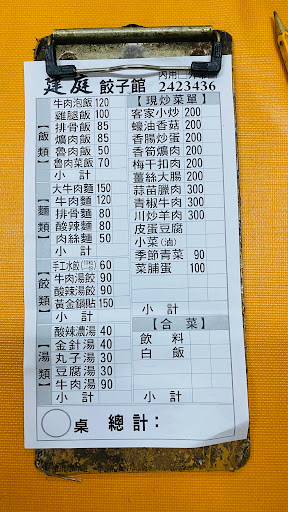 建庭 餃子館 內用
2423436
飯類
牛肉泡飯 120
雞腿飯 100
排骨飯 85
爌肉飯 85
魯肉飯 50
魯肉菜飯 70
小計
麵類
大牛肉麵 150
牛肉麵 120
排骨麵 80
酸辣麵 80
肉絲麵 50
小計
餃類
手工水餃 60
牛肉湯餃 90
酸辣湯餃 90
黃金鍋貼 150
小計
湯類
酸辣濃湯 40
金針湯 40
丸子湯 30
豆腐湯 30
牛肉湯 90
小計
【現炒菜單】
客家小炒 200
蠔油香菇 200
香腸炒蛋 200
香筍爌肉 200
梅干扣肉 200
薑絲大腸 200
蒜苗臘肉 300
青椒牛肉 300
川炒羊肉 300
皮蛋豆腐
小菜(滷)
季節青菜 90
菜脯蛋 100
小計
【合菜】
飲料
白飯
小計
桌 總計: